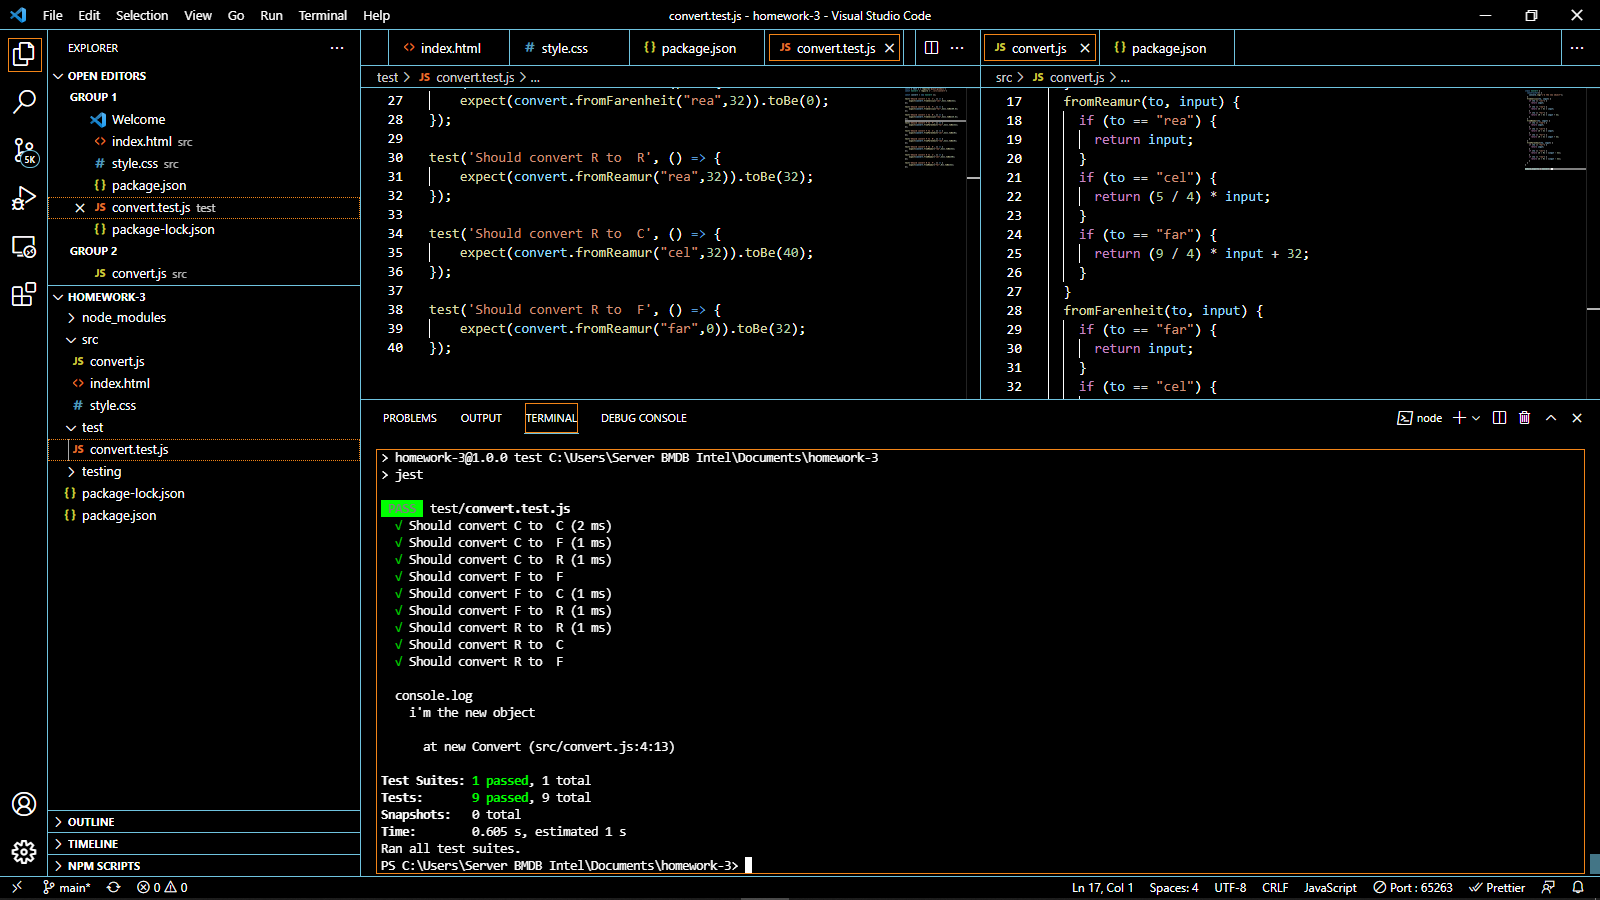 File Edit Selection View Go Run Terminal Help
convert.test.js - homework-3 - Visual Studio Code
EXPLORER
OPEN EDITORS
GROUP 1
Welcome
index.html src
style.css src
package.json
convert.test.js test
package-lock.json
GROUP 2
JS convert.js src
HOMEWORK-3
node_modules
src
JS convert.js
<> index.html
# style.css
test
JS convert.test.js
testing
{} package-lock.json
{} package.json
OUTLINE
TIMELINE
NPM SCRIPTS
5K
<> index.html
# style.css
{} package.json
JS convert.test.js
test > JS convert.test.js > ...
27 expect(convert.fromFarenheit("rea",32)).toBe(0);
28 });
29
30 test('Should convert R to  R', () => {
31 expect(convert.fromReamur("rea",32)).toBe(32);
32 });
33
34 test('Should convert R to  C', () => {
35 expect(convert.fromReamur("cel",32)).toBe(40);
36 });
37
38 test('Should convert R to  F', () => {
39 expect(convert.fromReamur("far",0)).toBe(32);
40 });
JS convert.js
{} package.json
src > JS convert.js > ...
17 fromReamur(to, input) {
18 if (to == "rea") {
19 return input;
20 }
21 if (to == "cel") {
22 return (5 / 4) * input;
23 }
24 if (to == "far") {
25 return (9 / 4) * input + 32;
26 }
27 }
28 fromFarenheit(to, input) {
29 if (to == "far") {
30 return input;
31 }
32 if (to == "cel") {
PROBLEMS OUTPUT TERMINAL DEBUG CONSOLE
node
> homework-3@1.0.0 test C:\Users\Server BMDB Intel\Documents\homework-3
> jest
PASS test/convert.test.js
√ Should convert C to  C (2 ms)
√ Should convert C to  F (1 ms)
√ Should convert C to  R (1 ms)
√ Should convert F to  F
√ Should convert F to  C (1 ms)
√ Should convert F to  R (1 ms)
√ Should convert R to  R (1 ms)
√ Should convert R to  C
√ Should convert R to  F
console.log
i'm the new object
at new Convert (src/convert.js:4:13)
Test Suites: 1 passed, 1 total
Tests: 9 passed, 9 total
Snapshots: 0 total
Time: 0.605 s, estimated 1 s
Ran all test suites.
PS C:\Users\Server BMDB Intel\Documents\homework-3>
main* 0 0
Ln 17, Col 1 Spaces: 4 UTF-8 CRLF JavaScript Port : 65263 Prettier